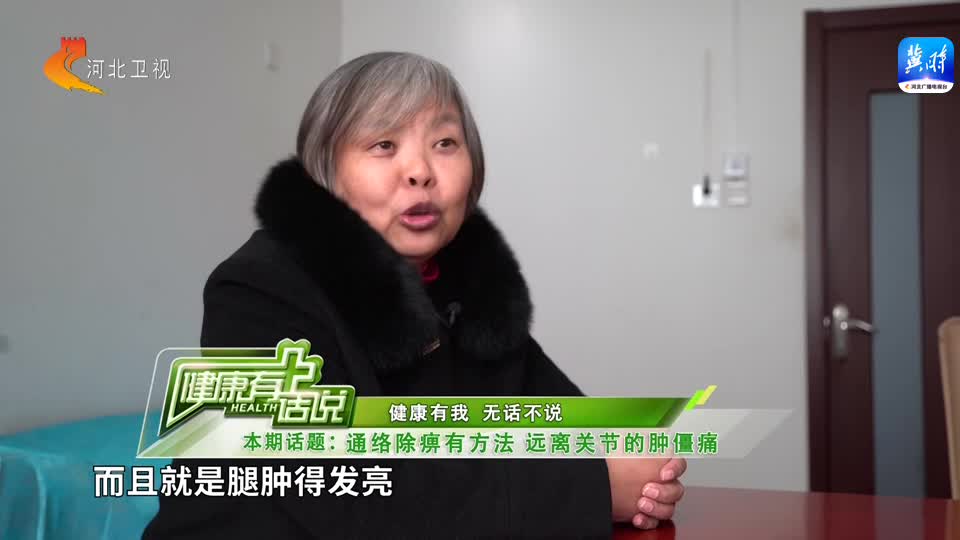 河北卫视
冀时
河北广播电视台
健康有话说
HEALTH
健康有我 无话不说
本期话题：通络除痹有方法 远离关节的肿僵痛
而且就是腿肿得发亮